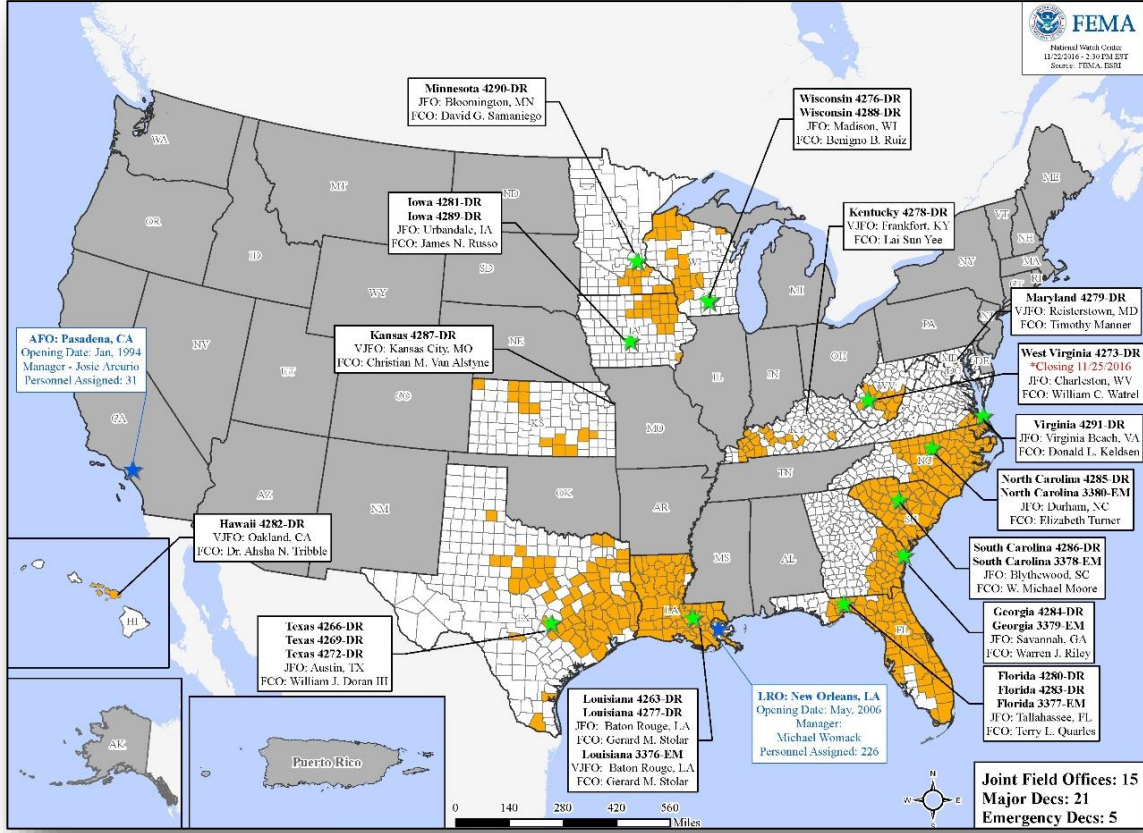 FEMA
National Watch Center
11/22/2016 - 2:30 PM EST
Source: FEMA, ESRI
Minnesota 4290-DR
JFO: Bloomington, MN
FCO: David G. Samaniego
Wisconsin 4276-DR
Wisconsin 4288-DR
JFO: Madison, WI
FCO: Benigno B. Ruiz
Iowa 4281-DR
Iowa 4289-DR
JFO: Urbandale, IA
FCO: James N. Russo
Kentucky 4278-DR
VJFO: Frankfort, KY
FCO: Lai Sun Yee
Kansas 4287-DR
VJFO: Kansas City, MO
FCO: Christian M. Van Alstyne
AFO: Pasadena, CA
Opening Date: Jan, 1994
Manager - Josie Arcurio
Personnel Assigned: 31
Maryland 4279-DR
VJFO: Reisterstown, MD
FCO: Timothy Manner
West Virginia 4273-DR
*Closing 11/25/2016
JFO: Charleston, WV
FCO: William C. Watrel
Virginia 4291-DR
JFO: Virginia Beach, VA
FCO: Donald L. Keldsen
North Carolina 4285-DR
North Carolina 3380-EM
JFO: Durham, NC
FCO: Elizabeth Turner
Hawaii 4282-DR
VJFO: Oakland, CA
FCO: Dr. Ahsha N. Tribble
South Carolina 4286-DR
South Carolina 3378-EM
JFO: Blythewood, SC
FCO: W. Michael Moore
Georgia 4284-DR
Georgia 3379-EM
JFO: Savannah, GA
FCO: Warren J. Riley
Texas 4266-DR
Texas 4269-DR
Texas 4272-DR
JFO: Austin, TX
FCO: William J. Doran III
Florida 4280-DR
Florida 4283-DR
Florida 3377-EM
JFO: Tallahassee, FL
FCO: Terry L. Quarles
Louisiana 4263-DR
Louisiana 4277-DR
JFO: Baton Rouge, LA
FCO: Gerard M. Stolar
Louisiana 3376-EM
VJFO: Baton Rouge, LA
FCO: Gerard M. Stolar
LRO: New Orleans, LA
Opening Date: May, 2006
Manager:
Michael Womack
Personnel Assigned: 226
Joint Field Offices: 15
Major Decs: 21
Emergency Decs: 5
WA
MT
ND
ME
OR
ID
SD
WY
WI
MI
VT
NH
NY
MA
RI
NV
UT
CO
NE
IA
IL
IN
OH
PA
MD
DE
CA
KS
MO
KY
WV
AZ
NM
OK
AR
TN
NC
MS
AL
LA
FL
HI
AK
Puerto Rico
N
W
E
S
0 140 280 420 560
Miles